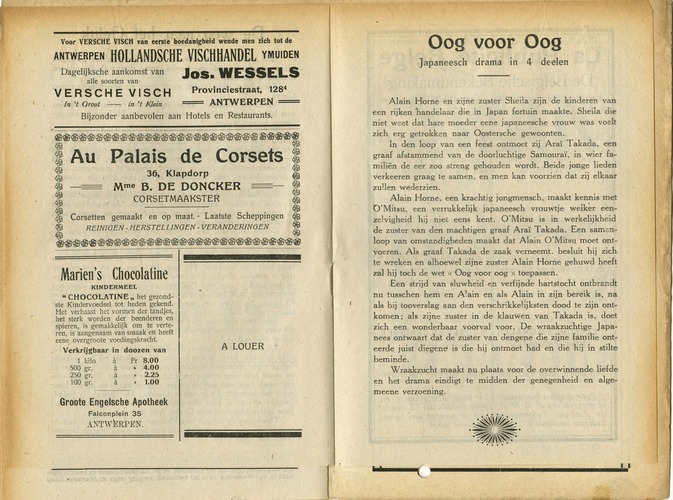 Voor VERSCHE VISCH van eerste hoedanigheid wende men zich tot de
ANTWERPEN HOLLANDSCHE VISCHHANDEL YMUIDEN
Dagelijksche aankomst van
alle soorten van
VERSCHE VISCH
In 't Groot —— in 't Klein
Jos. WESSELS
Provinciestraat, 128⁴
ANTWERPEN
Bijzonder aanbevolen aan Hotels en Restaurants.
Au Palais de Corsets
36, Klapdorp
Mme B. DE DONCKER
CORSETMAAKSTER
Corsetten gemaakt en op maat. - Laatste Scheppingen
REINIGEN - HERSTELLINGEN - VERANDERINGEN
Marien's Chocolatine
KINDERMEEL
"CHOCOLATINE" het gezond-
ste Kindervoedsel tot heden gekend.
Het verhaast het vormen der tandjes,
het sterk worden der beenderen en
spieren, is gemakkelijk om te verte-
ren, is aangenaam van smaak en heeft
eene overgroote voedingskracht.
Verkrijgbaar in doozen van
1 kilo à Fr 8.00
500 gr. à » 4.00
250 gr. à » 2.25
100 gr. à » 1.00
Groote Engelsche Apotheek
Falconplein 35
ANTWERPEN.
A LOUER
Oog voor Oog
Japaneesch drama in 4 deelen
Alain Horne en zijne zuster Sheila zijn de kinderen van
een rijken handelaar die in Japan fortuin maakte. Sheila die
niet weet dat hare moeder eene japaneesche vrouw was voelt
zich erg getrokken naar Oostersche gewoonten.
In den loop van een feest ontmoet zij Araï Takada, een
graaf afstammend van de doorluchtige Samouraï, in wier fa-
miliën de eer zoo streng gehouden wordt. Beide jonge lieden
verkeeren graag te samen, en men kan voorzien dat zij elkaar
zullen wederzien.
Alain Horne, een krachtig jongmensch, maakt kennis met
O'Mitsu, een verrukkelijk japaneesch vrouwtje welker een-
zelvigheid hij niet eens kent. O'Mitsu is in werkelijkheid
de zuster van den machtigen graaf Araï Takada. Een samen-
loop van omstandigheden maakt dat Alain O'Mitsu moet ont-
voeren. Als graaf Takada de zaak verneemt, besluit hij zich
te wreken en alhoewel zijne zuster Alain Horne gehuwd heeft
zal hij toch de wet « Oog voor oog » toepassen.
Een strijd van sluwheid en verfijnde hartstocht ontbrandt
nu tusschen hem en Alain en als Alain in zijn bereik is, na
als bij tooverslag aan den verschrikkelijksten dood te zijn ont-
komen; als zijne zuster in de klauwen van Takada is, doet
zich een wonderbaar voorval voor. De wraakzuchtige Japa-
nees ontwaart dat de zuster van dengene die zijne familie ont-
eerde juist diegene is die hij ontmoet had en die hij in stilte
beminde.
Wraakzucht maakt nu plaats voor de overwinnende liefde
en het drama eindigt te midden der genegenheid en alge-
meene verzoening.